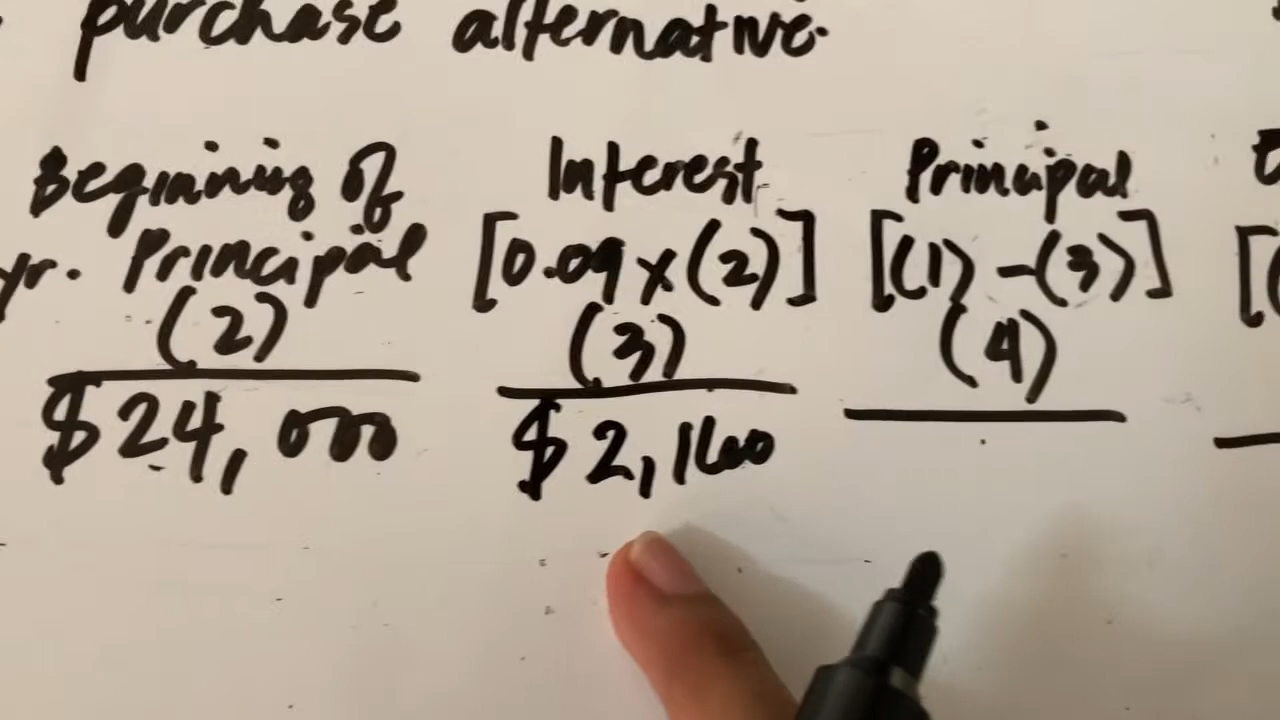 purchase alternative.
Beginning of Interest Principal
yr. Principal [0.09 x (2)] [(1) - (3)]
(2) (3) (4)
$24,000 $2,160